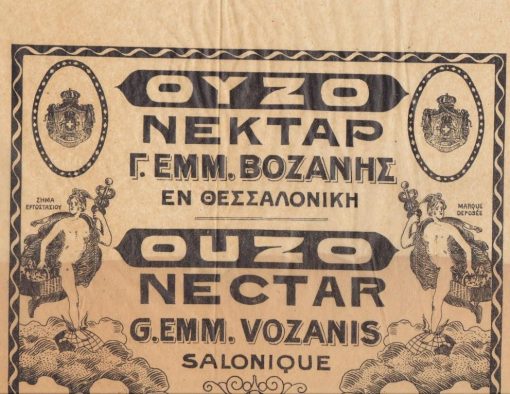 ΟΥΖΟ
ΝΕΚΤΑΡ
Γ. ΕΜΜ. ΒΟΖΑΝΗΣ
ΕΝ ΘΕΣΣΑΛΟΝΙΚΗ
ΣΗΜΑ
ΕΡΓΟΣΤΑΣΙΟΥ
MARQUE
DEPOSÉE
OUZO
NECTAR
G. EMM. VOZANIS
SALONIQUE